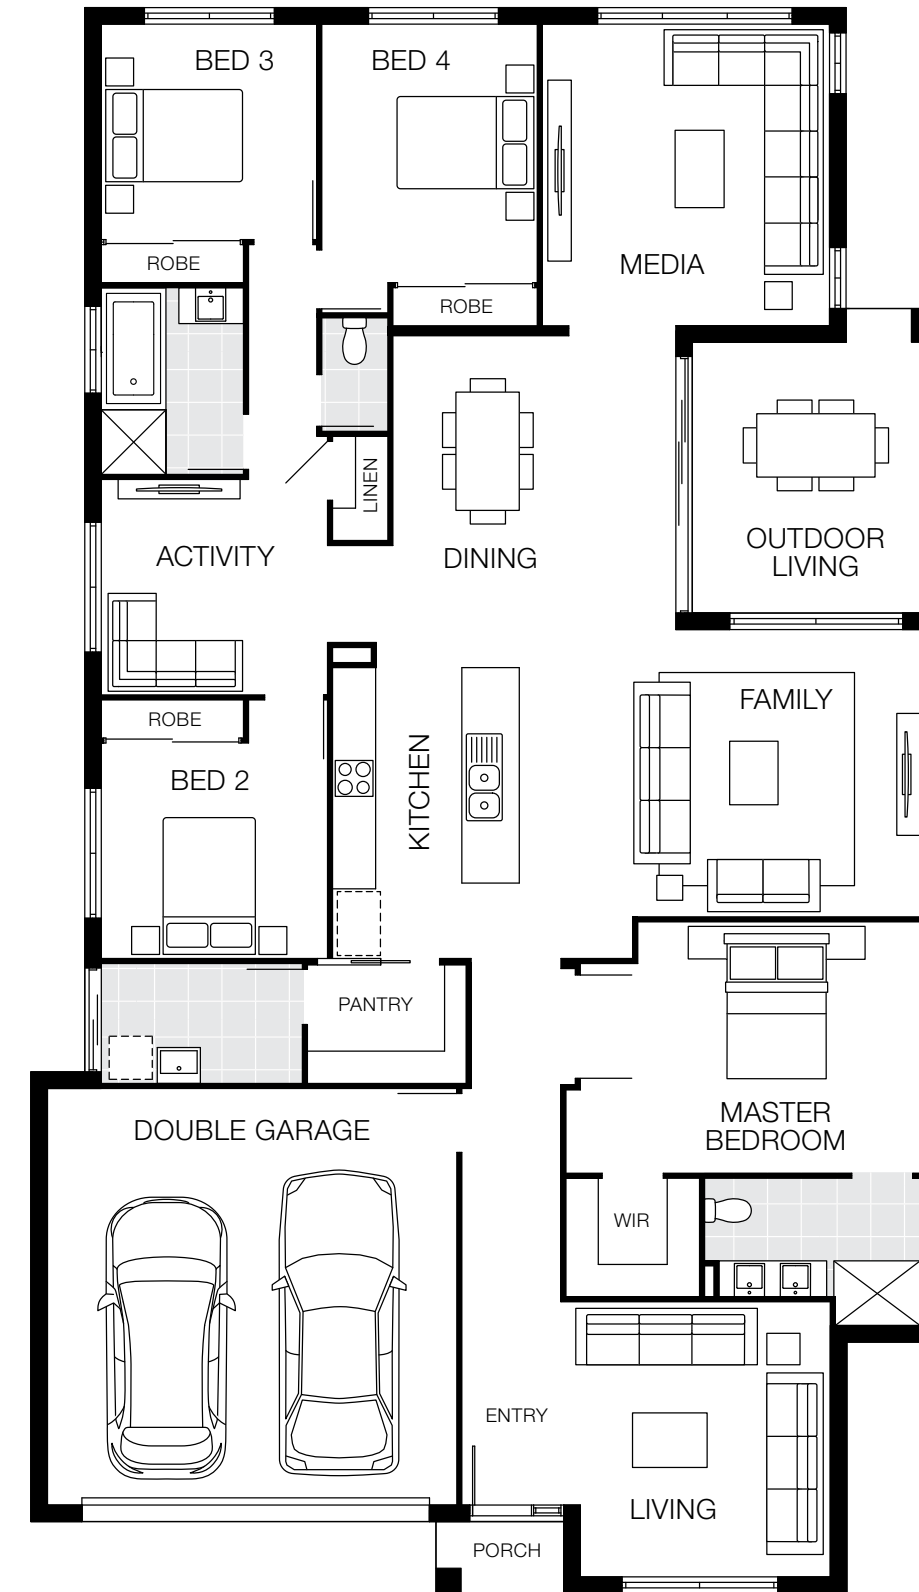 BED 3
BED 4
ROBE
MEDIA
ROBE
LINEN
ACTIVITY
DINING
OUTDOOR
LIVING
ROBE
FAMILY
BED 2
KITCHEN
PANTRY
DOUBLE GARAGE
MASTER
BEDROOM
WIR
ENTRY
LIVING
PORCH